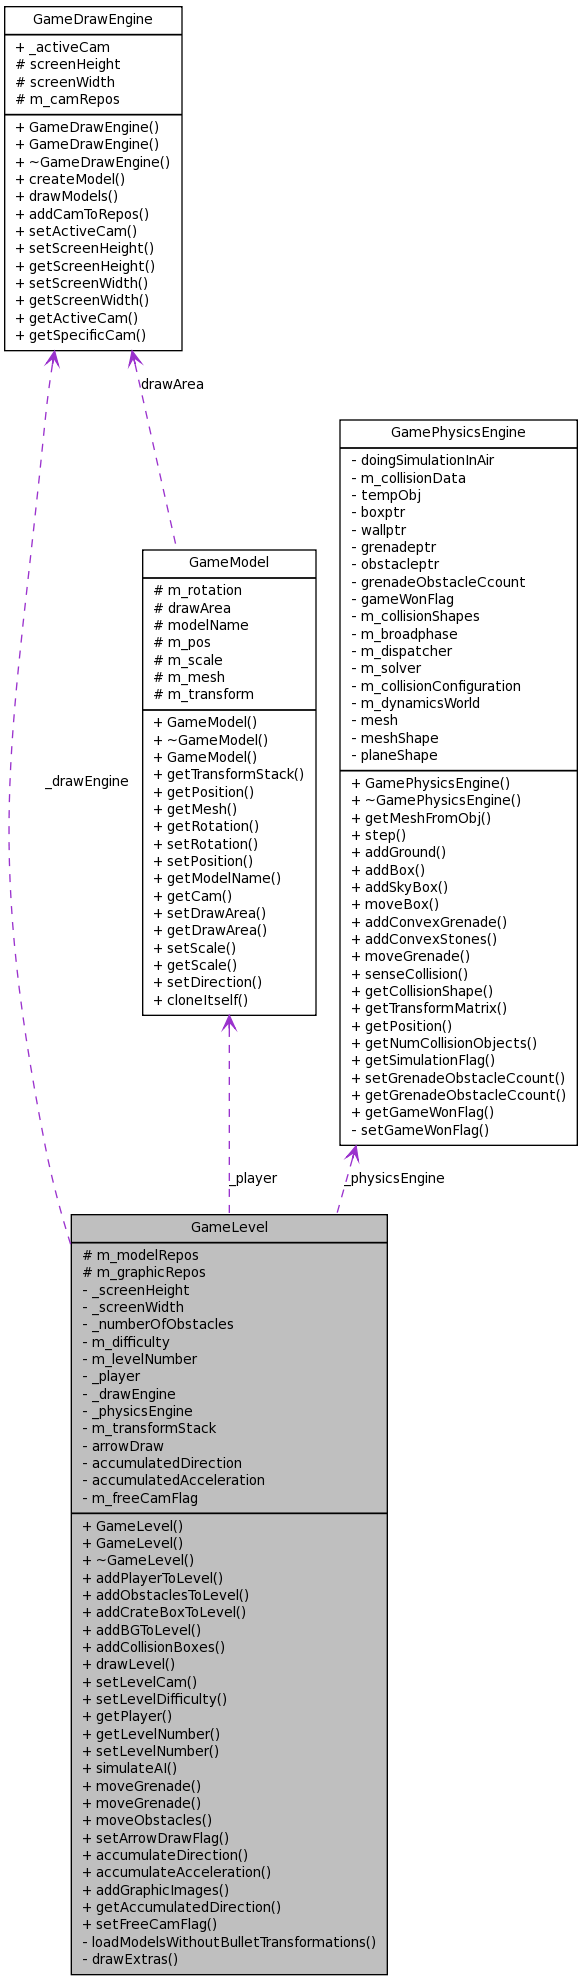 GameDrawEngine
+ _activeCam
# screenHeight
# screenWidth
# m_camRepos
+ GameDrawEngine()
+ GameDrawEngine()
+ ~GameDrawEngine()
+ createModel()
+ drawModels()
+ addCamToRepos()
+ setActiveCam()
+ setScreenHeight()
+ getScreenHeight()
+ setScreenWidth()
+ getScreenWidth()
+ getActiveCam()
+ getSpecificCam()
drawArea
GamePhysicsEngine
- doingSimulationInAir
- m_collisionData
- tempObj
- boxptr
- wallptr
- grenadeptr
- obstacleptr
- grenadeObstacleCcount
- gameWonFlag
- m_collisionShapes
- m_broadphase
- m_dispatcher
- m_solver
- m_collisionConfiguration
- m_dynamicsWorld
- mesh
- meshShape
- planeShape
+ GamePhysicsEngine()
+ ~GamePhysicsEngine()
+ getMeshFromObj()
+ step()
+ addGround()
+ addBox()
+ addSkyBox()
+ moveBox()
+ addConvexGrenade()
+ addConvexStones()
+ moveGrenade()
+ senseCollision()
+ getCollisionShape()
+ getTransformMatrix()
+ getPosition()
+ getNumCollisionObjects()
+ getSimulationFlag()
+ setGrenadeObstacleCcount()
+ getGrenadeObstacleCcount()
+ getGameWonFlag()
- setGameWonFlag()
GameModel
# m_rotation
# drawArea
# modelName
# m_pos
# m_scale
# m_mesh
# m_transform
+ GameModel()
+ ~GameModel()
+ GameModel()
+ getTransformStack()
+ getPosition()
+ getMesh()
+ getRotation()
+ setRotation()
+ setPosition()
+ getModelName()
+ getCam()
+ setDrawArea()
+ getDrawArea()
+ setScale()
+ getScale()
+ setDirection()
+ cloneItself()
_drawEngine
_player
_physicsEngine
GameLevel
# m_modelRepos
# m_graphicRepos
- _screenHeight
- _screenWidth
- _numberOfObstacles
- m_difficulty
- m_levelNumber
- _player
- _drawEngine
- _physicsEngine
- m_transformStack
- arrowDraw
- accumulatedDirection
- accumulatedAcceleration
- m_freeCamFlag
+ GameLevel()
+ GameLevel()
+ ~GameLevel()
+ addPlayerToLevel()
+ addObstaclesToLevel()
+ addCrateBoxToLevel()
+ addBGToLevel()
+ addCollisionBoxes()
+ drawLevel()
+ setLevelCam()
+ setLevelDifficulty()
+ getPlayer()
+ getLevelNumber()
+ setLevelNumber()
+ simulateAI()
+ moveGrenade()
+ moveGrenade()
+ moveObstacles()
+ setArrowDrawFlag()
+ accumulateDirection()
+ accumulateAcceleration()
+ addGraphicImages()
+ getAccumulatedDirection()
+ setFreeCamFlag()
- loadModelsWithoutBulletTransformations()
- drawExtras()